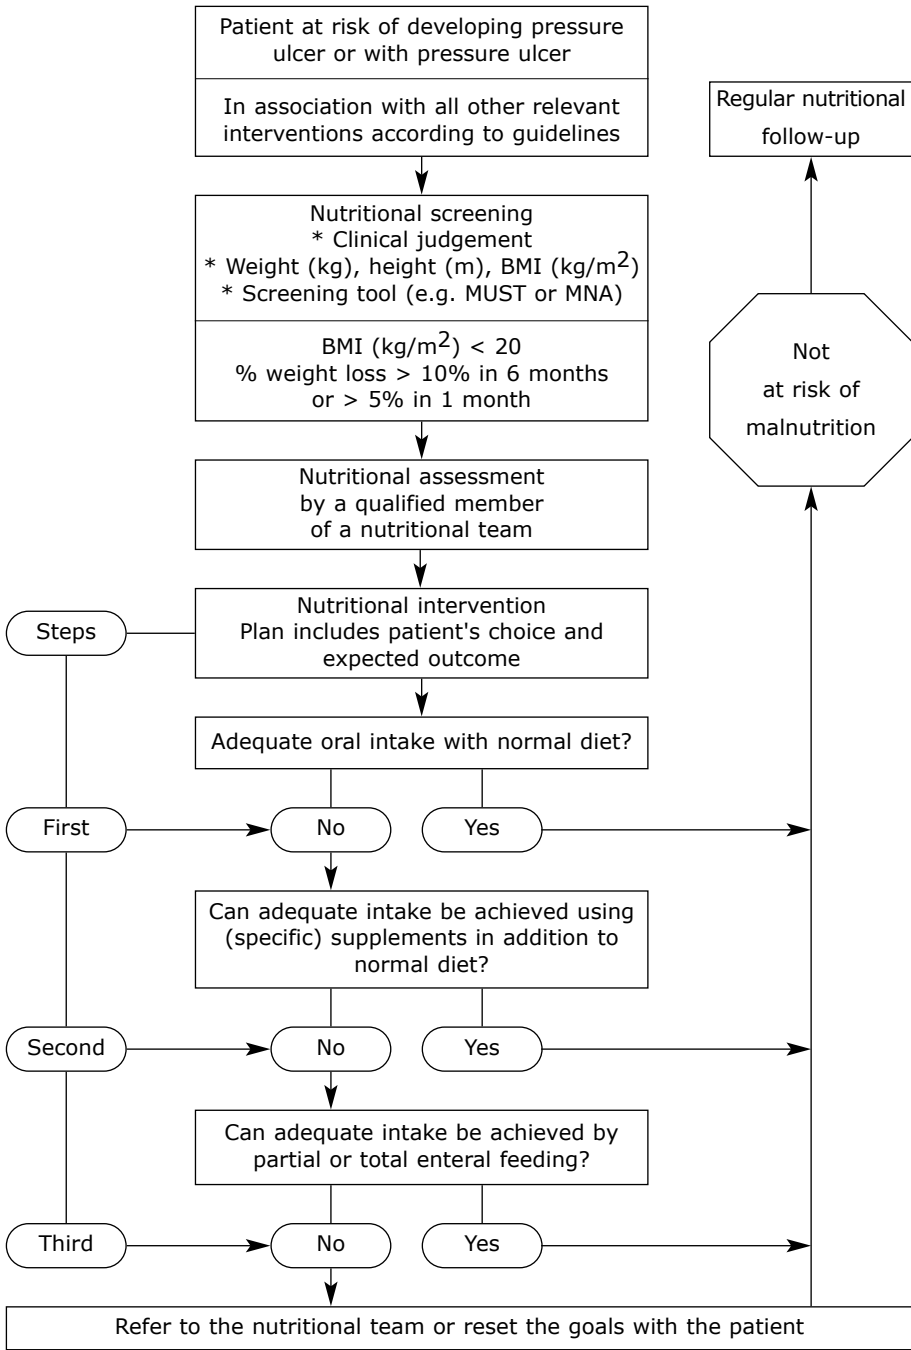 Patient at risk of developing pressure
ulcer or with pressure ulcer
In association with all other relevant
interventions according to guidelines
Regular nutritional
follow-up
Nutritional screening
* Clinical judgement
* Weight (kg), height (m), BMI (kg/m²)
* Screening tool (e.g. MUST or MNA)
BMI (kg/m²) < 20
% weight loss > 10% in 6 months
or > 5% in 1 month
Not
at risk of
malnutrition
Nutritional assessment
by a qualified member
of a nutritional team
Steps
Nutritional intervention
Plan includes patient's choice and
expected outcome
Adequate oral intake with normal diet?
First
No
Yes
Can adequate intake be achieved using
(specific) supplements in addition to
normal diet?
Second
No
Yes
Can adequate intake be achieved by
partial or total enteral feeding?
Third
No
Yes
Refer to the nutritional team or reset the goals with the patient